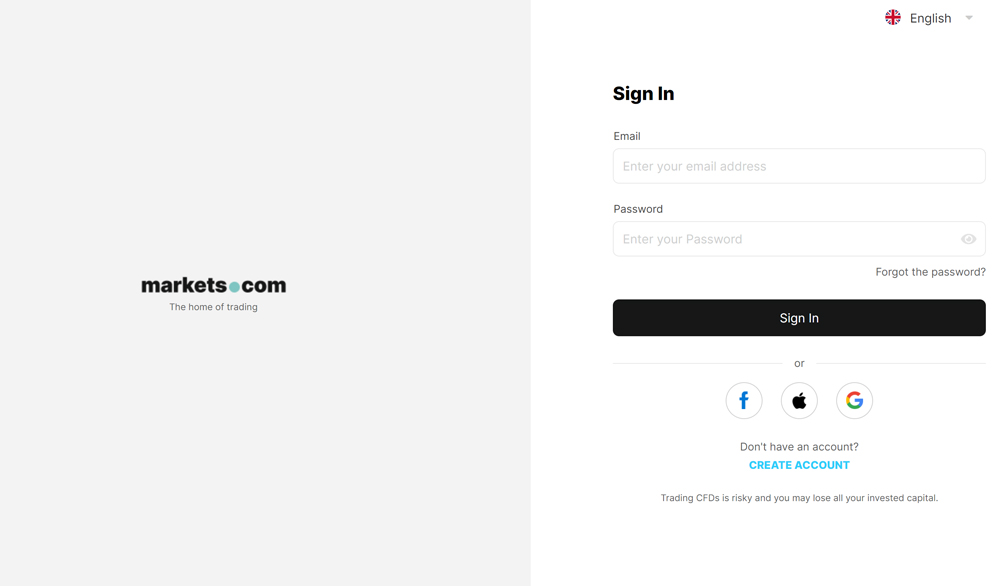 English
Sign In
Email
Enter your email address
Password
Enter your Password
Forgot the password?
Sign In
or
Don't have an account?
CREATE ACCOUNT
Trading CFDs is risky and you may lose all your invested capital.
markets.com
The home of trading